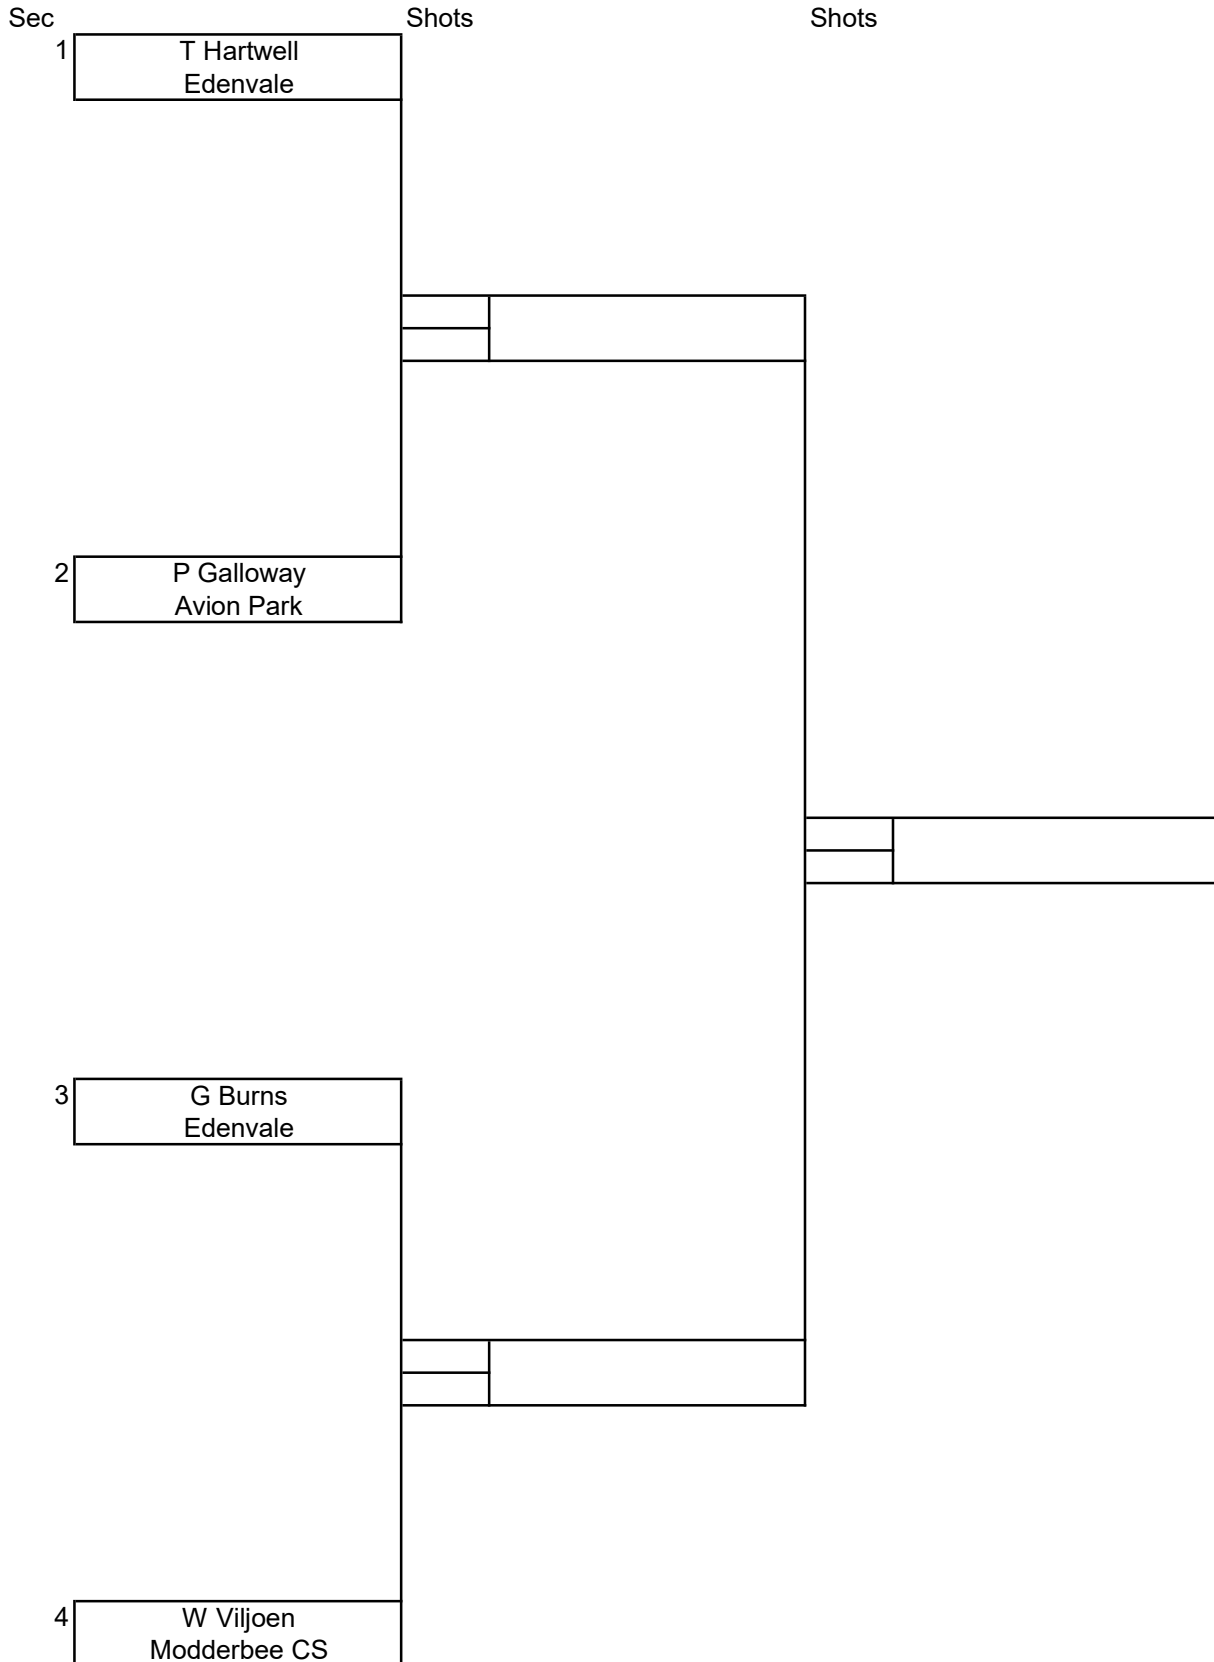 Sec Shots Shots
1 T Hartwell
Edenvale
2 P Galloway
Avion Park
3 G Burns
Edenvale
4 W Viljoen
Modderbee CS